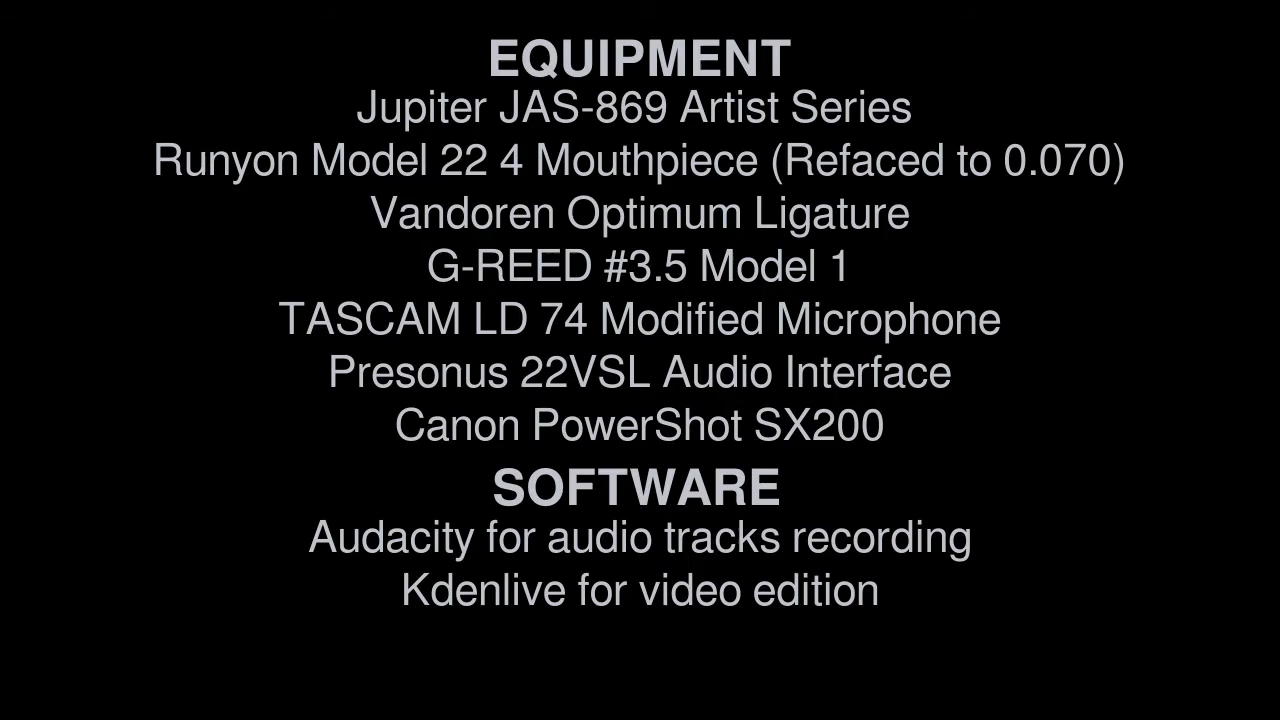 EQUIPMENT
Jupiter JAS-869 Artist Series
Runyon Model 22 4 Mouthpiece (Refaced to 0.070)
Vandoren Optimum Ligature
G-REED #3.5 Model 1
TASCAM LD 74 Modified Microphone
Presonus 22VSL Audio Interface
Canon PowerShot SX200
SOFTWARE
Audacity for audio tracks recording
Kdenlive for video edition